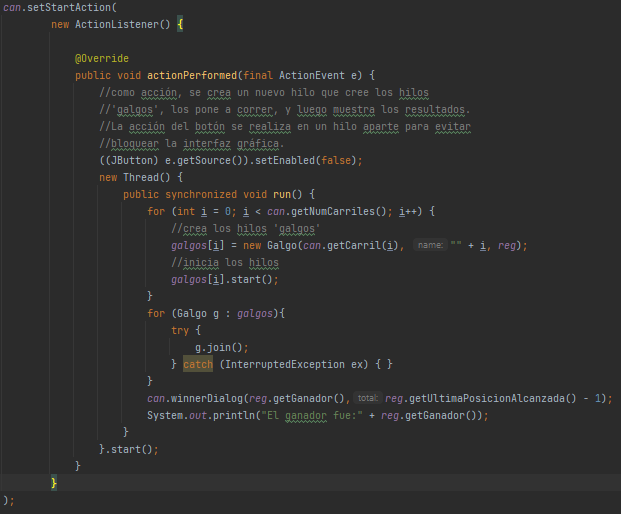 can.setStartAction(
new ActionListener() {
@Override
public void actionPerformed(final ActionEvent e) {
//como acción, se crea un nuevo hilo que cree los hilos
//'galgos', los pone a correr, y luego muestra los resultados.
//La acción del botón se realiza en un hilo aparte para evitar
//bloquear la interfaz gráfica.
((JButton) e.getSource()).setEnabled(false);
new Thread() {
public synchronized void run() {
for (int i = 0; i < can.getNumCarriles(); i++) {
//crea los hilos 'galgos'
galgos[i] = new Galgo(can.getCarril(i), name: "" + i, reg);
//inicia los hilos
galgos[i].start();
}
for (Galgo g : galgos){
try {
g.join();
} catch (InterruptedException ex) { }
}
can.winnerDialog(reg.getGanador(), total: reg.getUltimaPosicionAlcanzada() - 1);
System.out.println("El ganador fue:" + reg.getGanador());
}
}.start();
}
}
);